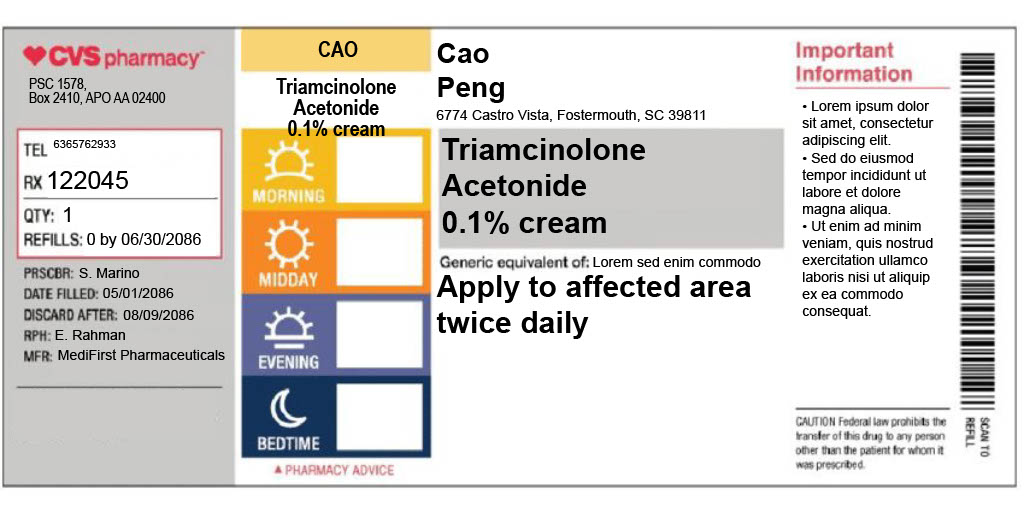 CVS pharmacy
PSC 1578,
Box 2410, APO AA 02400
TEL 6365762933
RX 122045
QTY: 1
REFILLS: 0 by 06/30/2086
PRSCBR: S. Marino
DATE FILLED: 05/01/2086
DISCARD AFTER: 08/09/2086
RPH: E. Rahman
MFR: MediFirst Pharmaceuticals
CAO
Triamcinolone
Acetonide
0.1% cream
MORNING
MIDDAY
EVENING
BEDTIME
▲ PHARMACY ADVICE
Cao
Peng
6774 Castro Vista, Fostermouth, SC 39811
Triamcinolone
Acetonide
0.1% cream
Generic equivalent of: Lorem sed enim commodo
Apply to affected area
twice daily
Important
Information
• Lorem ipsum dolor
sit amet, consectetur
adipiscing elit.
• Sed do eiusmod
tempor incididunt ut
labore et dolore
magna aliqua.
• Ut enim ad minim
veniam, quis nostrud
exercitation ullamco
laboris nisi ut aliquip
ex ea commodo
consequat.
CAUTION Federal law prohibits the
transfer of this drug to any person
other than the patient for whom it
was prescribed.
SCAN TO
REFILL